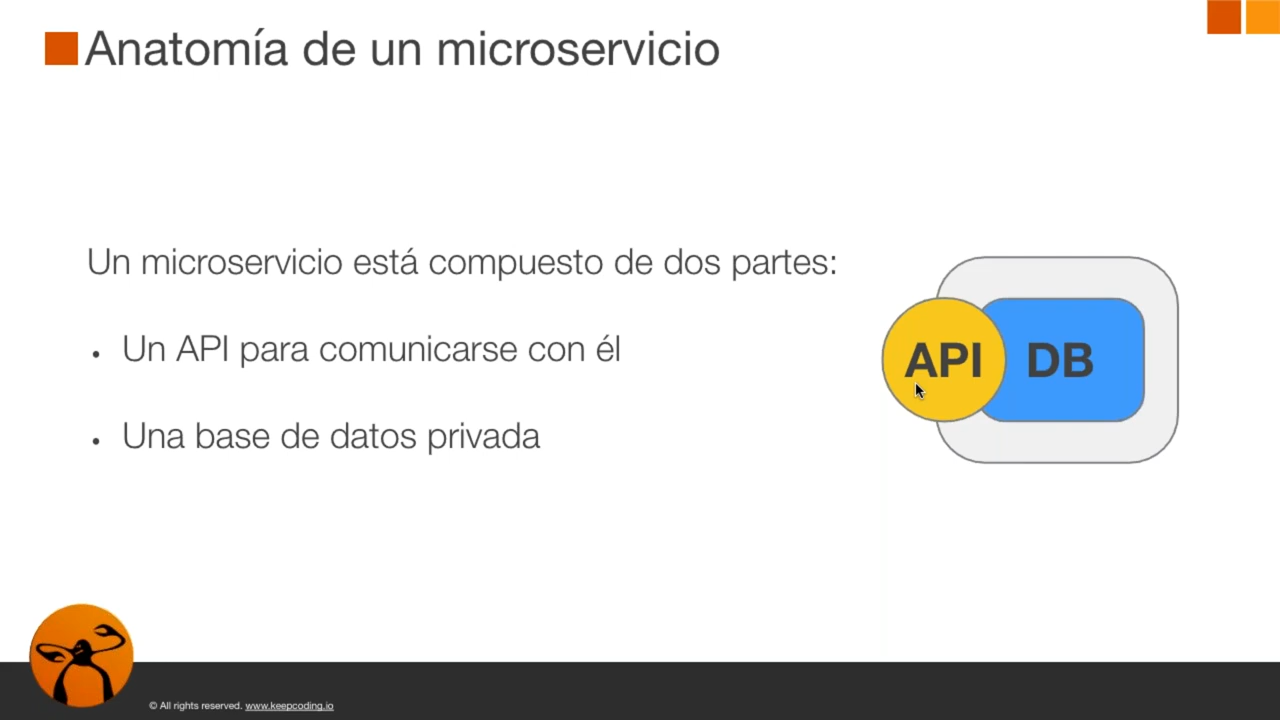 Anatomía de un microservicio
Un microservicio está compuesto de dos partes:
• Un API para comunicarse con él
• Una base de datos privada
API DB
© All rights reserved. www.keepcoding.io